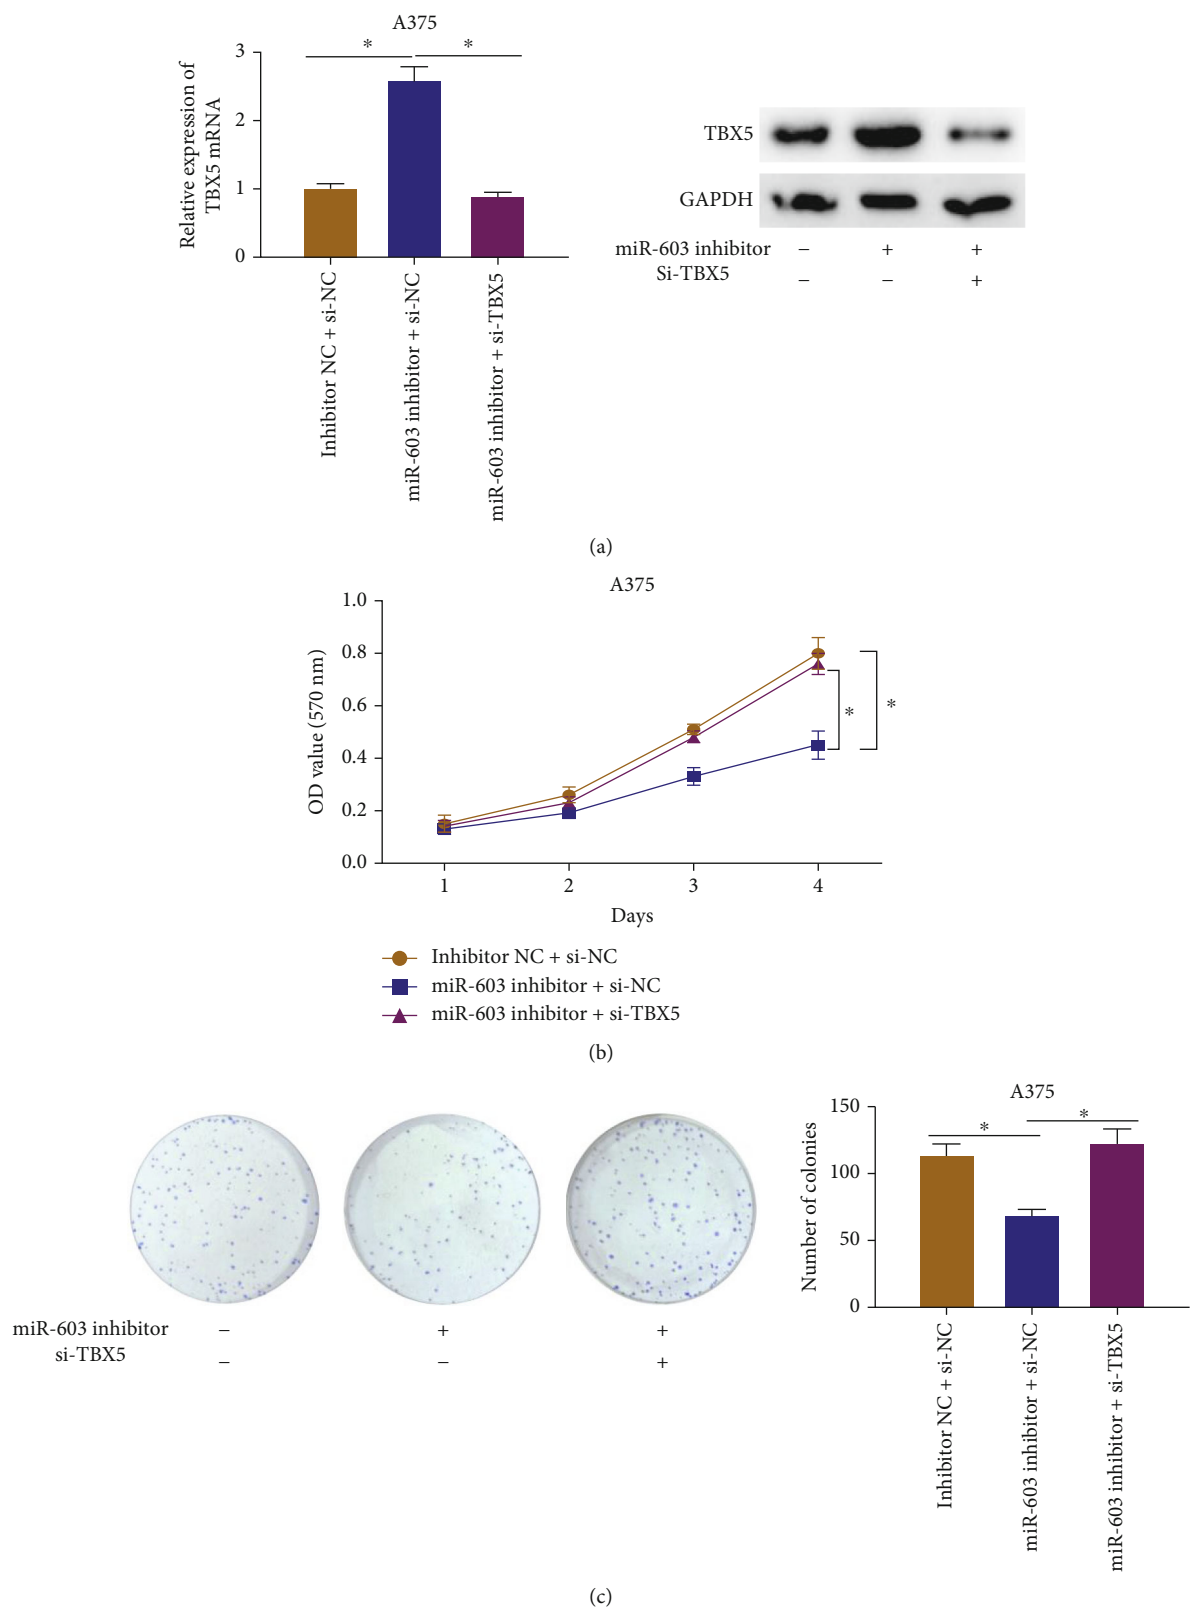 A375
Relative expression of
TBX5 mRNA
3
2
1
0
*
*
Inhibitor NC + si-NC
miR-603 inhibitor + si-NC
miR-603 inhibitor + si-TBX5
TBX5
GAPDH
miR-603 inhibitor − + +
Si-TBX5 − − +
(a)
A375
OD value (570 nm)
1.0
0.8
0.6
0.4
0.2
0.0
*
*
1 2 3 4
Days
Inhibitor NC + si-NC
miR-603 inhibitor + si-NC
miR-603 inhibitor + si-TBX5
(b)
miR-603 inhibitor − + +
si-TBX5 − − +
A375
Number of colonies
150
100
50
0
*
*
Inhibitor NC + si-NC
miR-603 inhibitor + si-NC
miR-603 inhibitor + si-TBX5
(c)